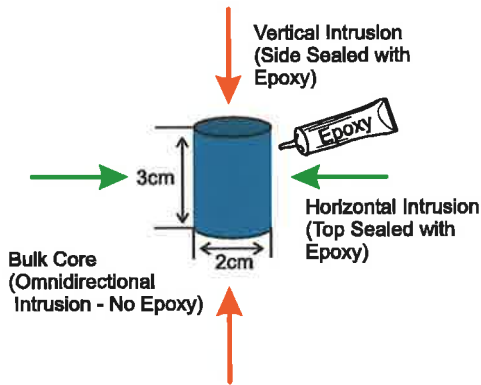 Vertical Intrusion
(Side Sealed with
Epoxy)
Epoxy
3cm
Horizontal Intrusion
(Top Sealed with
Epoxy)
2cm
Bulk Core
(Omnidirectional
Intrusion - No Epoxy)